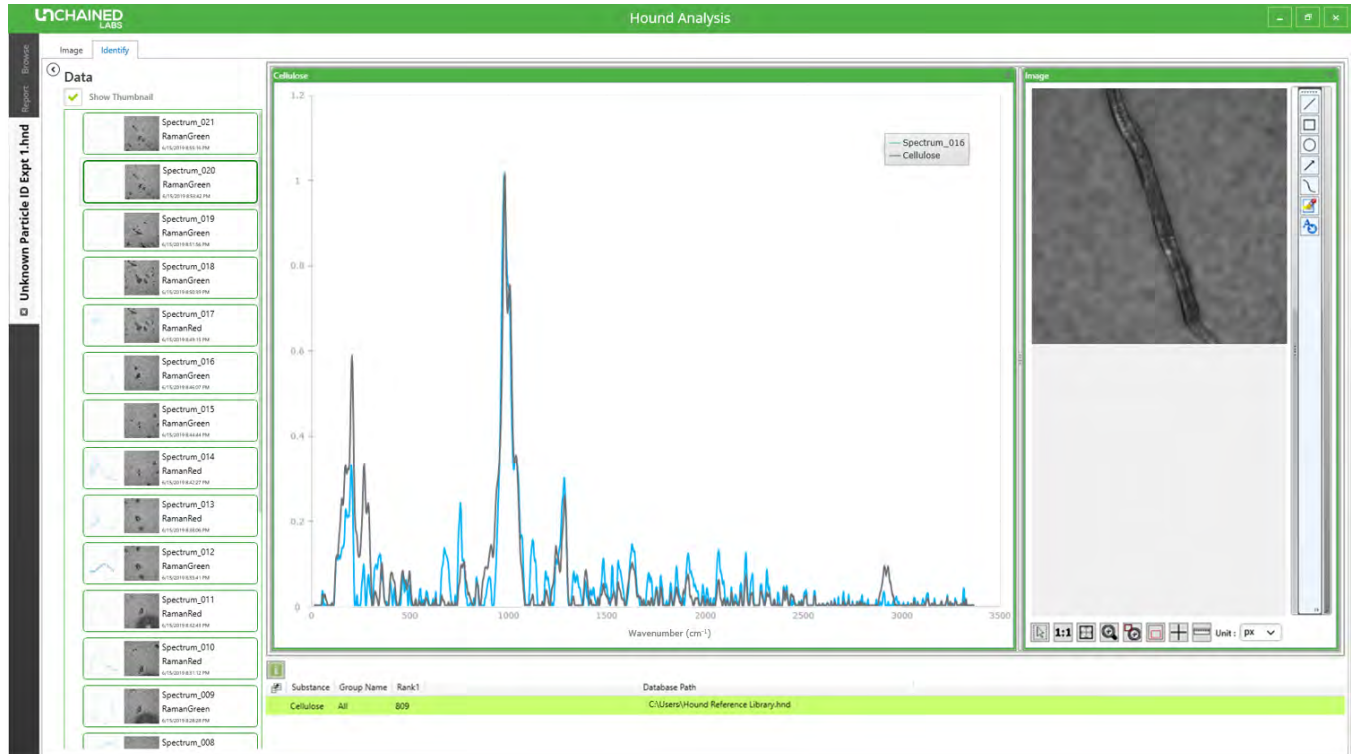 UNCHAINED LABS
Hound Analysis
Browse
Report
Unknown Particle ID Expt 1.hnd
Image
Identify
Data
Show Thumbnail
Spectrum_021
RamanGreen
Spectrum_020
RamanGreen
Spectrum_019
RamanGreen
Spectrum_018
RamanGreen
Spectrum_017
RamanRed
Spectrum_016
RamanGreen
Spectrum_015
RamanGreen
Spectrum_014
RamanRed
Spectrum_013
RamanRed
Spectrum_012
RamanGreen
Spectrum_011
RamanRed
Spectrum_010
RamanRed
Spectrum_009
RamanGreen
Spectrum_008
Cellulose
1.2
1
0.8
0.6
0.4
0.2
0
0 500 1000 1500 2000 2500 3000 3500
Wavenumber (cm⁻¹)
Spectrum_016
Cellulose
Image
1:1
Unit : px
Substance Group Name Rank1 Database Path
Cellulose All 809 C:\Users\Hound Reference Library.hnd